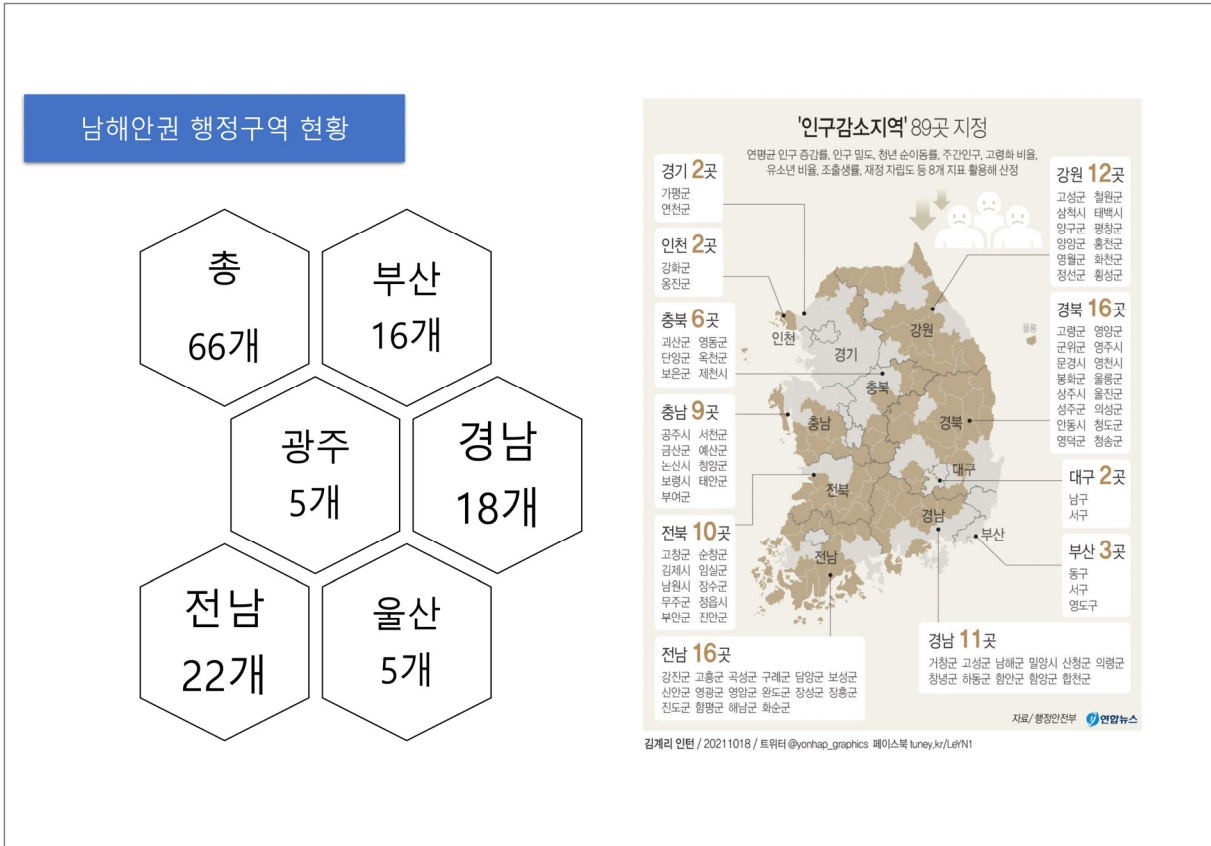 남해안권 행정구역 현황
총
66개
부산
16개
광주
5개
경남
18개
전남
22개
울산
5개
'인구감소지역' 89곳 지정
연평균 인구 증감률, 인구 밀도, 청년 순이동률, 주간인구, 고령화 비율,
유소년 비율, 조출생률, 재정 자립도 등 8개 지표 활용해 산정
경기 2곳
가평군
연천군
인천 2곳
강화군
옹진군
충북 6곳
괴산군 영동군
단양군 옥천군
보은군 제천시
충남 9곳
공주시 서천군
금산군 예산군
논산시 청양군
보령시 태안군
부여군
전북 10곳
고창군 순창군
김제시 임실군
남원시 장수군
무주군 정읍시
부안군 진안군
전남 16곳
강진군 고흥군 곡성군 구례군 담양군 보성군
신안군 영광군 영암군 완도군 장성군 장흥군
진도군 함평군 해남군 화순군
강원 12곳
고성군 철원군
삼척시 태백시
양구군 평창군
양양군 홍천군
영월군 화천군
정선군 횡성군
경북 16곳
고령군 영양군
군위군 영주시
문경시 영천시
봉화군 울릉군
상주시 울진군
성주군 의성군
안동시 청도군
영덕군 청송군
대구 2곳
남구
서구
부산 3곳
동구
서구
영도구
경남 11곳
거창군 고성군 남해군 밀양시 산청군 의령군
창녕군 하동군 함안군 함양군 합천군
인천
경기
강원
울릉
충북
충남
경북
대구
전북
경남
부산
전남
자료/ 행정안전부 연합뉴스
김계리 인턴 / 20211018 / 트위터 @yonhap_graphics 페이스북 tuney.kr/LeYN1